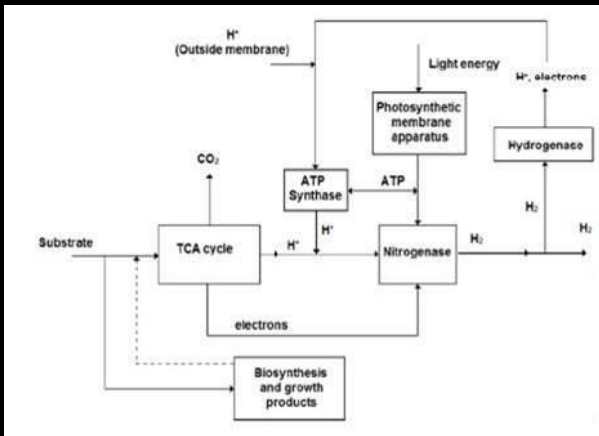 H⁺
(Outside membrane)
Light energy
H⁺, electrons
Photosynthetic
membrane
apparatus
Hydrogenase
CO₂
ATP
Synthase
ATP
H₂
H₂
H⁺
Substrate
TCA cycle
H⁺
Nitrogenase
H₂
electrons
Biosynthesis
and growth
products